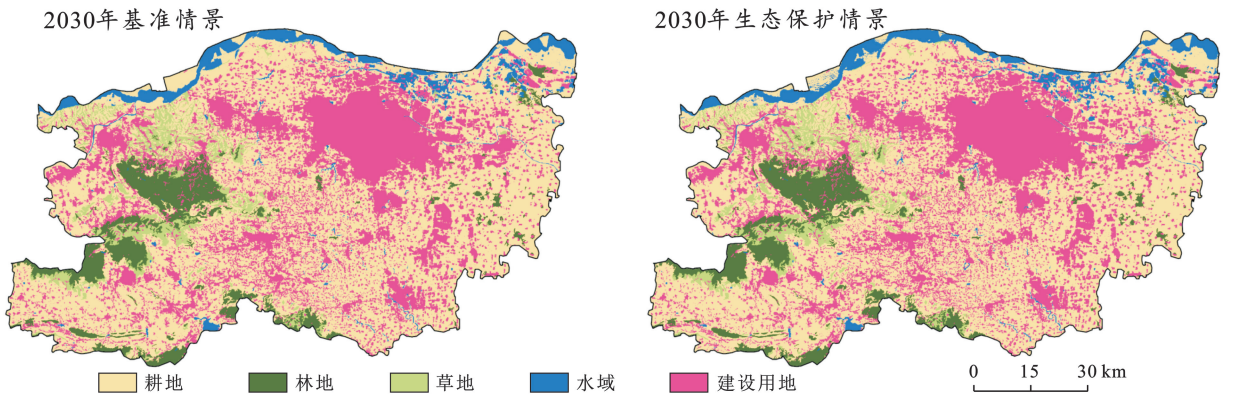 2030年基准情景
2030年生态保护情景
耕地
林地
草地
水域
建设用地
0 15 30 km